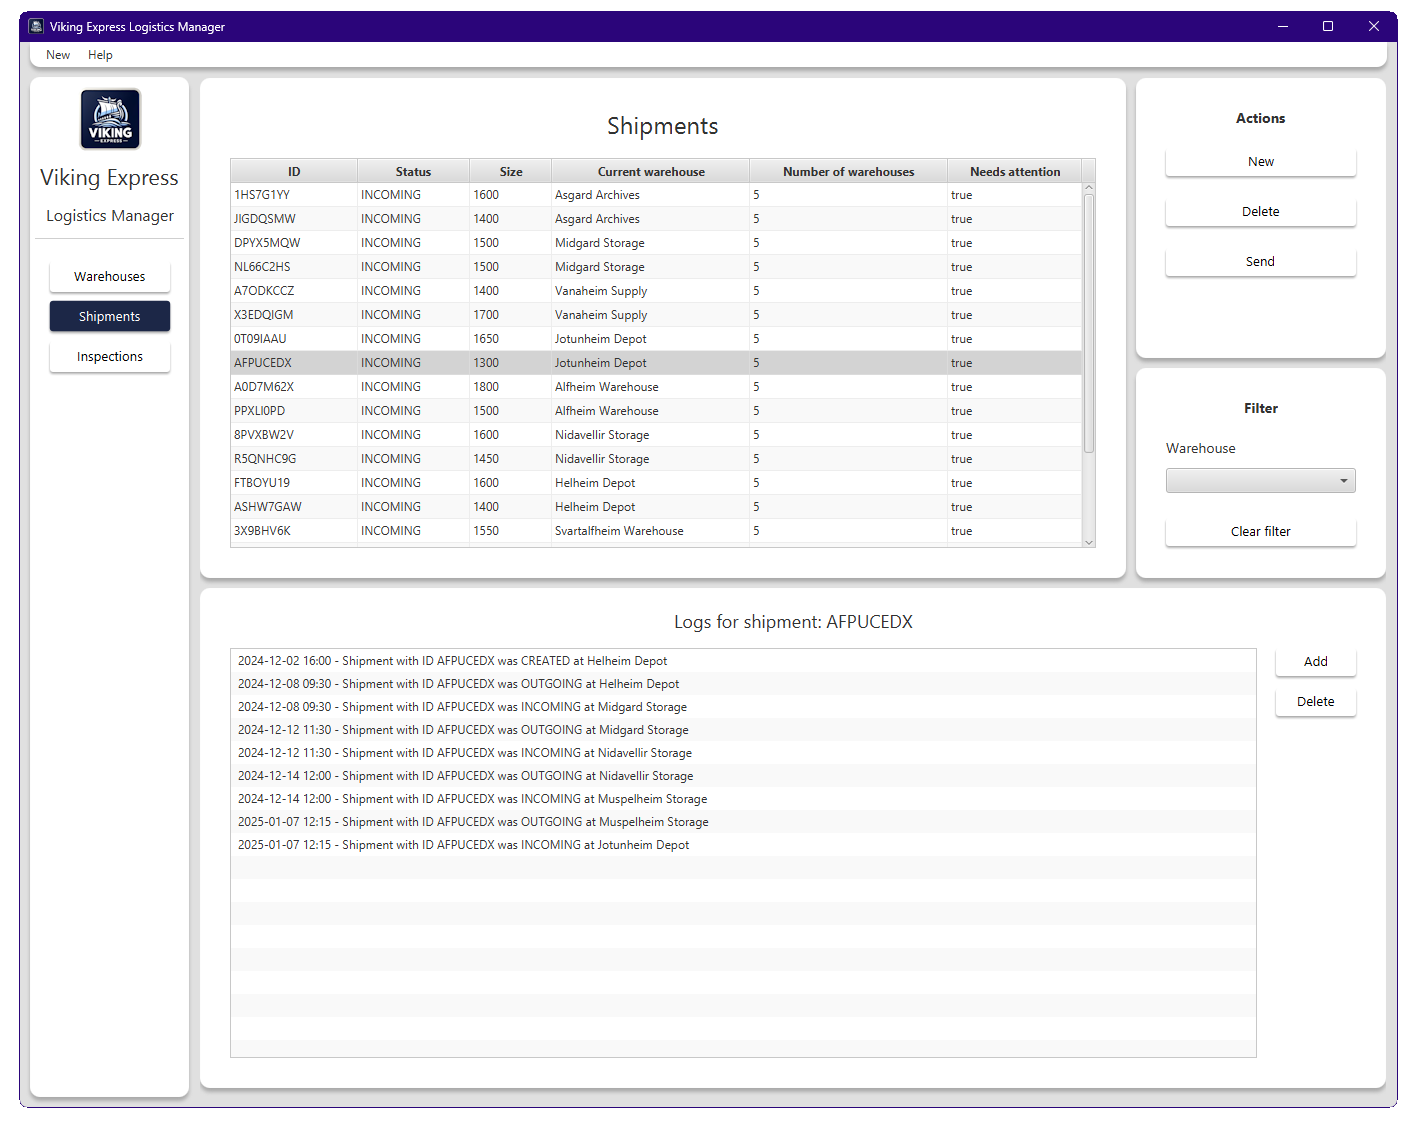 Viking Express Logistics Manager
New Help
VIKING
EXPRESS
Viking Express
Logistics Manager
Warehouses
Shipments
Inspections
Shipments
ID Status Size Current warehouse Number of warehouses Needs attention
1HS7G1YY INCOMING 1600 Asgard Archives 5 true
JIGDQSMW INCOMING 1400 Asgard Archives 5 true
DPYX5MQW INCOMING 1500 Midgard Storage 5 true
NL66C2HS INCOMING 1500 Midgard Storage 5 true
A7ODKCCZ INCOMING 1400 Vanaheim Supply 5 true
X3EDQIGM INCOMING 1700 Vanaheim Supply 5 true
0T09IAAU INCOMING 1650 Jotunheim Depot 5 true
AFPUCEDX INCOMING 1300 Jotunheim Depot 5 true
A0D7M62X INCOMING 1800 Alfheim Warehouse 5 true
PPXLI0PD INCOMING 1500 Alfheim Warehouse 5 true
8PVXBW2V INCOMING 1600 Nidavellir Storage 5 true
R5QNHC9G INCOMING 1450 Nidavellir Storage 5 true
FTBOYU19 INCOMING 1600 Helheim Depot 5 true
ASHW7GAW INCOMING 1400 Helheim Depot 5 true
3X9BHV6K INCOMING 1550 Svartalfheim Warehouse 5 true
Actions
New
Delete
Send
Filter
Warehouse
Clear filter
Logs for shipment: AFPUCEDX
2024-12-02 16:00 - Shipment with ID AFPUCEDX was CREATED at Helheim Depot
2024-12-08 09:30 - Shipment with ID AFPUCEDX was OUTGOING at Helheim Depot
2024-12-08 09:30 - Shipment with ID AFPUCEDX was INCOMING at Midgard Storage
2024-12-12 11:30 - Shipment with ID AFPUCEDX was OUTGOING at Midgard Storage
2024-12-12 11:30 - Shipment with ID AFPUCEDX was INCOMING at Nidavellir Storage
2024-12-14 12:00 - Shipment with ID AFPUCEDX was OUTGOING at Nidavellir Storage
2024-12-14 12:00 - Shipment with ID AFPUCEDX was INCOMING at Muspelheim Storage
2025-01-07 12:15 - Shipment with ID AFPUCEDX was OUTGOING at Muspelheim Storage
2025-01-07 12:15 - Shipment with ID AFPUCEDX was INCOMING at Jotunheim Depot
Add
Delete